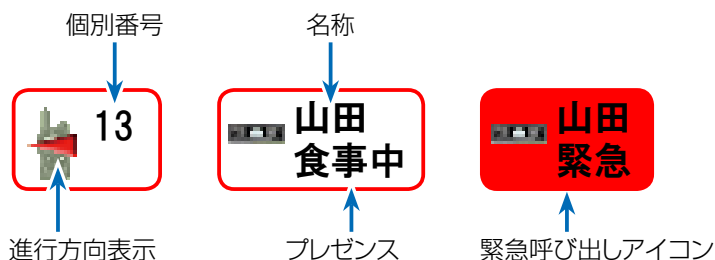 個別番号
名称
13
山田
食事中
山田
緊急
進行方向表示
プレゼンス
緊急呼び出しアイコン